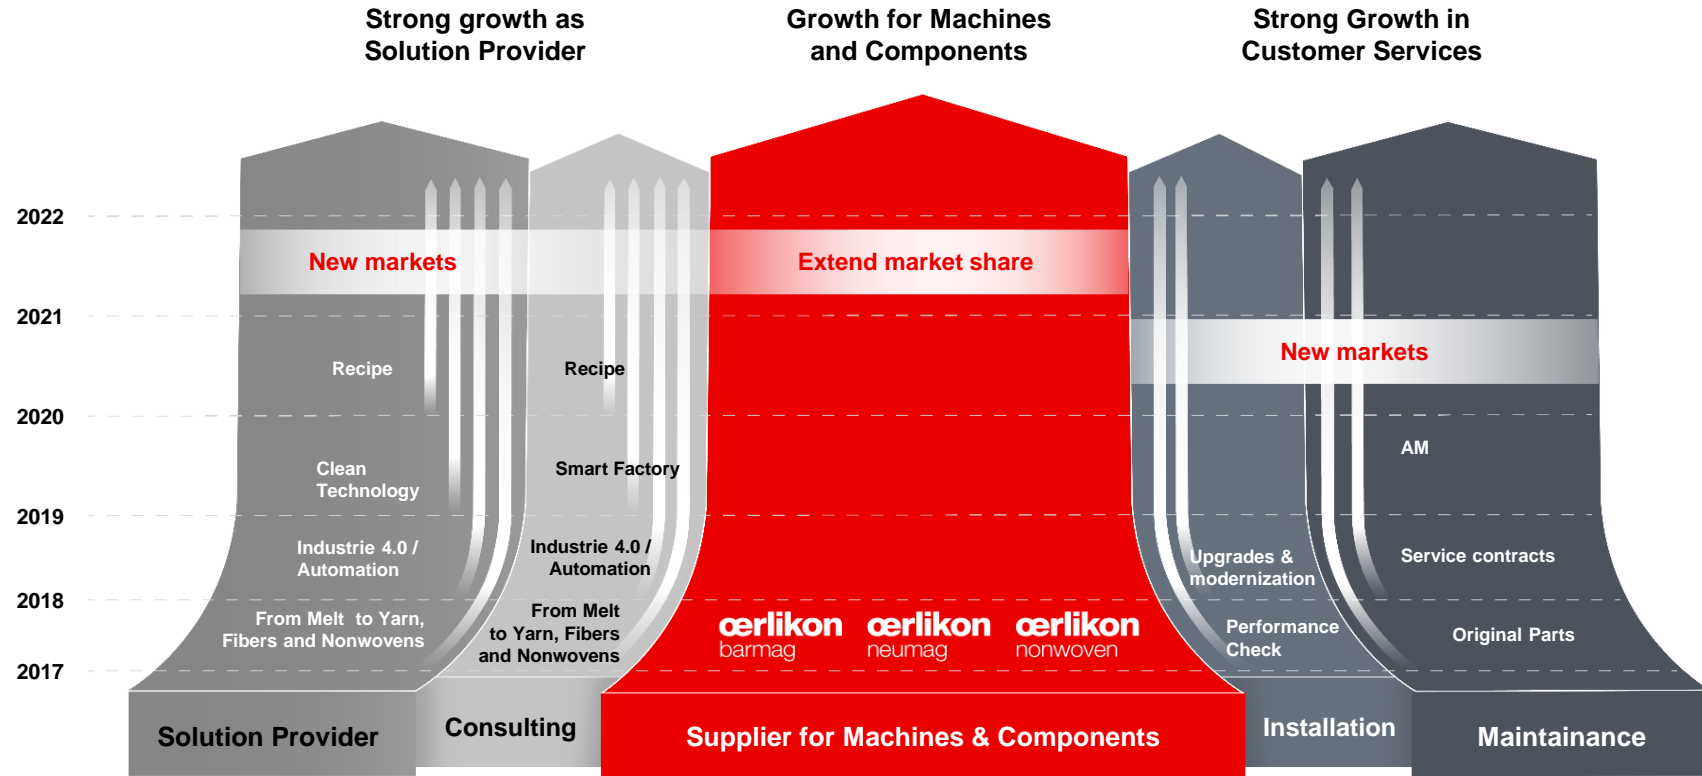 Strong growth as
Solution Provider
Growth for Machines
and Components
Strong Growth in
Customer Services
2022
New markets
Extend market share
2021
New markets
Recipe
Recipe
2020
AM
Clean
Technology
Smart Factory
2019
Industrie 4.0 /
Automation
Industrie 4.0 /
Automation
Upgrades &
modernization
Service contracts
2018
From Melt to Yarn,
Fibers and Nonwovens
From Melt
to Yarn, Fibers
and Nonwovens
œrlikon
barmag
œrlikon
neumag
œrlikon
nonwoven
Performance
Check
Original Parts
2017
Solution Provider
Consulting
Supplier for Machines & Components
Installation
Maintainance